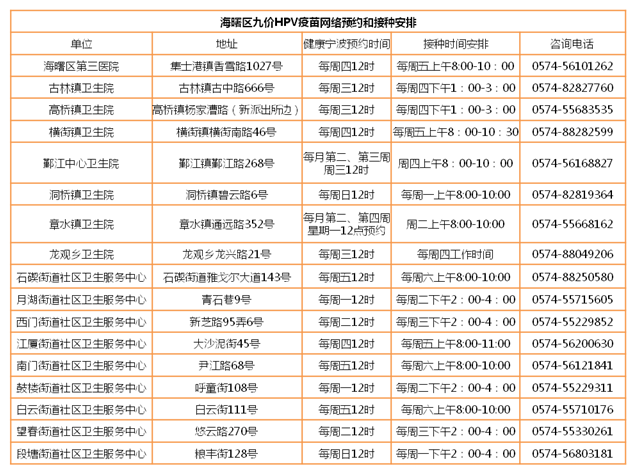 海曙区九价HPV疫苗网络预约和接种安排
单位 地址 健康宁波预约时间 接种时间安排 咨询电话
海曙区第三医院 集士港镇香雪路1027号 每周四12时 每周五上午8:00-10：00 0574-56101262
古林镇卫生院 古林镇古中路666号 每周三12时 每周四下午1：00-3：00 0574-82827760
高桥镇卫生院 高桥镇杨家漕路（新派出所边） 每周三12时 每周四下午1：00-3：00 0574-55683535
横街镇卫生院 横街镇横街南路46号 每周四12时 每周五上午8：00-10：30 0574-88282599
鄞江中心卫生院 鄞江镇鄞江路268号 每月第二、第三周 周四上午8：00-10：00 0574-56168827
周三12时
洞桥镇卫生院 洞桥镇碧云路6号 每周日12时 每周一上午8:00-10:00 0574-82819364
章水镇卫生院 章水镇通远路352号 每月第二、第四周 周二上午8:00-10:00 0574-55668162
星期一12点预约
龙观乡卫生院 龙观乡龙兴路21号 每周三12时 每周四工作时间 0574-88049206
石碶街道社区卫生服务中心 石碶街道雅戈尔大道143号 每周五12时 每周六上午8:00-10:00 0574-88250580
月湖街道社区卫生服务中心 青石巷9号 每周一12时 每周二下午2：00-4：00 0574-55715605
西门街道社区卫生服务中心 新芝路95弄6号 每周二12时 每周三下午2：00-4：00 0574-55229852
江厦街道社区卫生服务中心 大沙泥街45号 每周四12时 每周五上午8:00-11:00 0574-56200630
南门街道社区卫生服务中心 尹江路68号 每周五12时 每周六上午8:00-10:00 0574-56121841
鼓楼街道社区卫生服务中心 呼童街108号 每周一12时 每周二下午2：00-4：00 0574-55229311
白云街道社区卫生服务中心 白云街111号 每周五12时 每周六上午8:00-10:00 0574-55710176
望春街道社区卫生服务中心 悠云路270号 每周二12时 每周三下午2：00-4：00 0574-55330261
段塘街道社区卫生服务中心 粮丰街128号 每周日12时 每周一下午2：00-4：00 0574-56803181